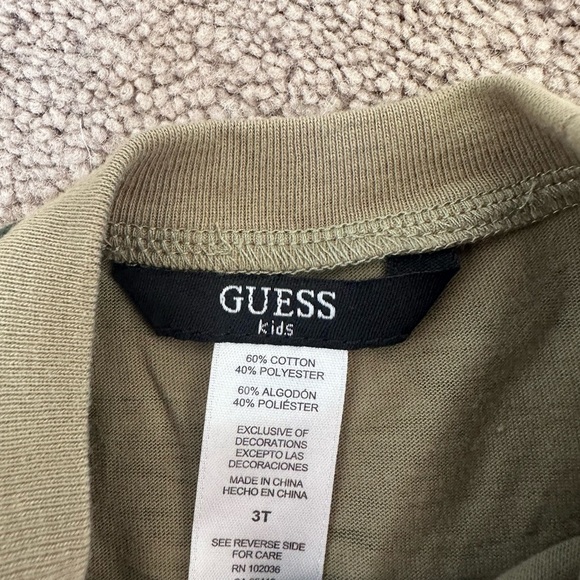 GUESS
Kids
60% COTTON
40% POLYESTER
60% ALGODÓN
40% POLIÉSTER
EXCLUSIVE OF
DECORATIONS
EXCEPTO LAS
DECORACIONES
MADE IN CHINA
HECHO EN CHINA
3T
SEE REVERSE SIDE
FOR CARE
RN 102036